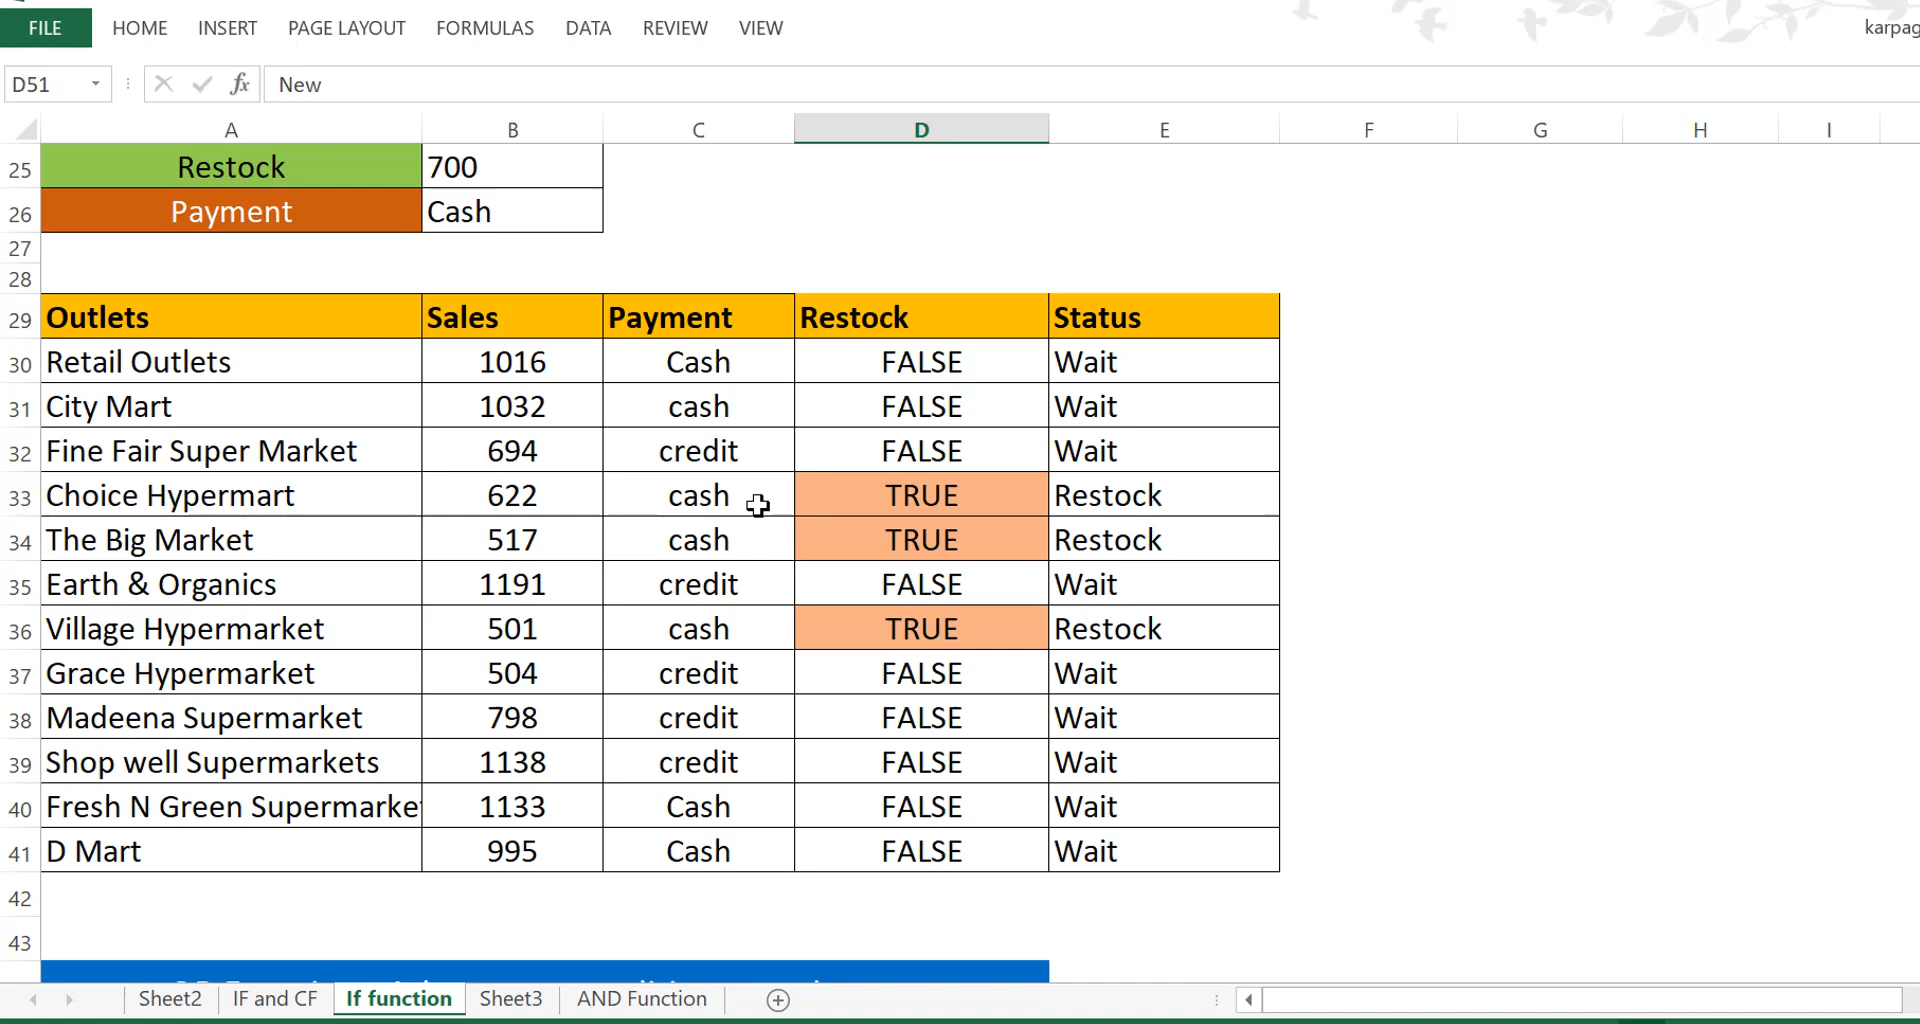 FILE HOME INSERT PAGE LAYOUT FORMULAS DATA REVIEW VIEW karpag
D51 fx New
A B C D E F G H I
25 Restock 700
26 Payment Cash
27
28
29 Outlets Sales Payment Restock Status
30 Retail Outlets 1016 Cash FALSE Wait
31 City Mart 1032 cash FALSE Wait
32 Fine Fair Super Market 694 credit FALSE Wait
33 Choice Hypermart 622 cash TRUE Restock
34 The Big Market 517 cash TRUE Restock
35 Earth & Organics 1191 credit FALSE Wait
36 Village Hypermarket 501 cash TRUE Restock
37 Grace Hypermarket 504 credit FALSE Wait
38 Madeena Supermarket 798 credit FALSE Wait
39 Shop well Supermarkets 1138 credit FALSE Wait
40 Fresh N Green Supermarke 1133 Cash FALSE Wait
41 D Mart 995 Cash FALSE Wait
42
43
Sheet2 IF and CF If function Sheet3 AND Function